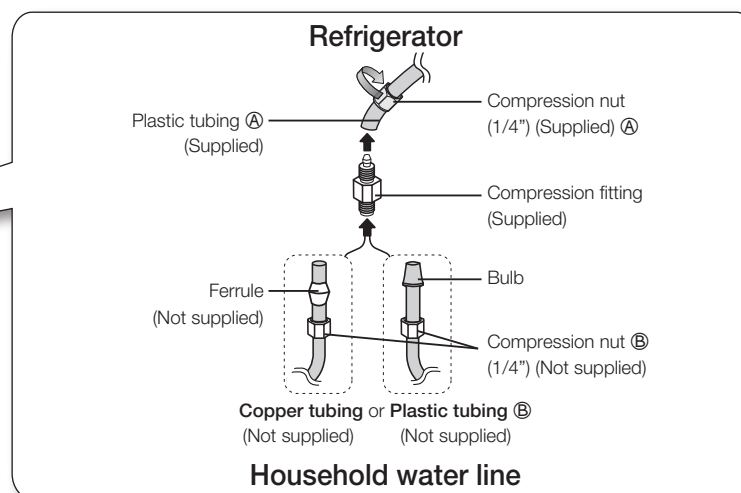 Refrigerator
Plastic tubing Ⓐ
(Supplied)
Compression nut
(1/4”) (Supplied) Ⓐ
Compression fitting
(Supplied)
Ferrule
(Not supplied)
Bulb
Compression nut Ⓑ
(1/4”) (Not supplied)
Copper tubing or Plastic tubing Ⓑ
(Not supplied) (Not supplied)
Household water line